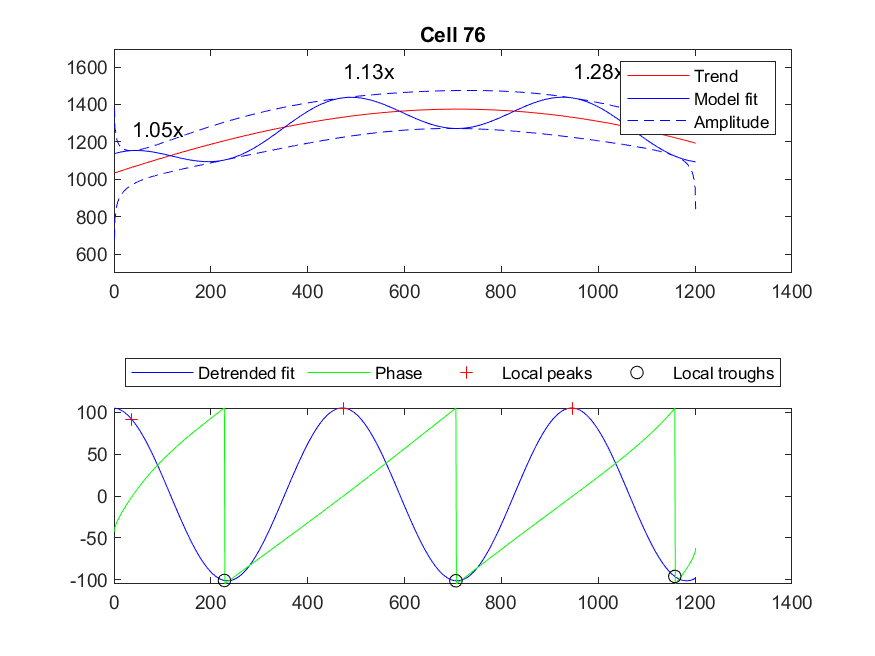 Cell 76
1600
1400
1200
1000
800
600
1.05x
1.13x
1.28x
Trend
Model fit
Amplitude
0 200 400 600 800 1000 1200 1400
Detrended fit Phase Local peaks Local troughs
100
50
0
-50
-100
0 200 400 600 800 1000 1200 1400